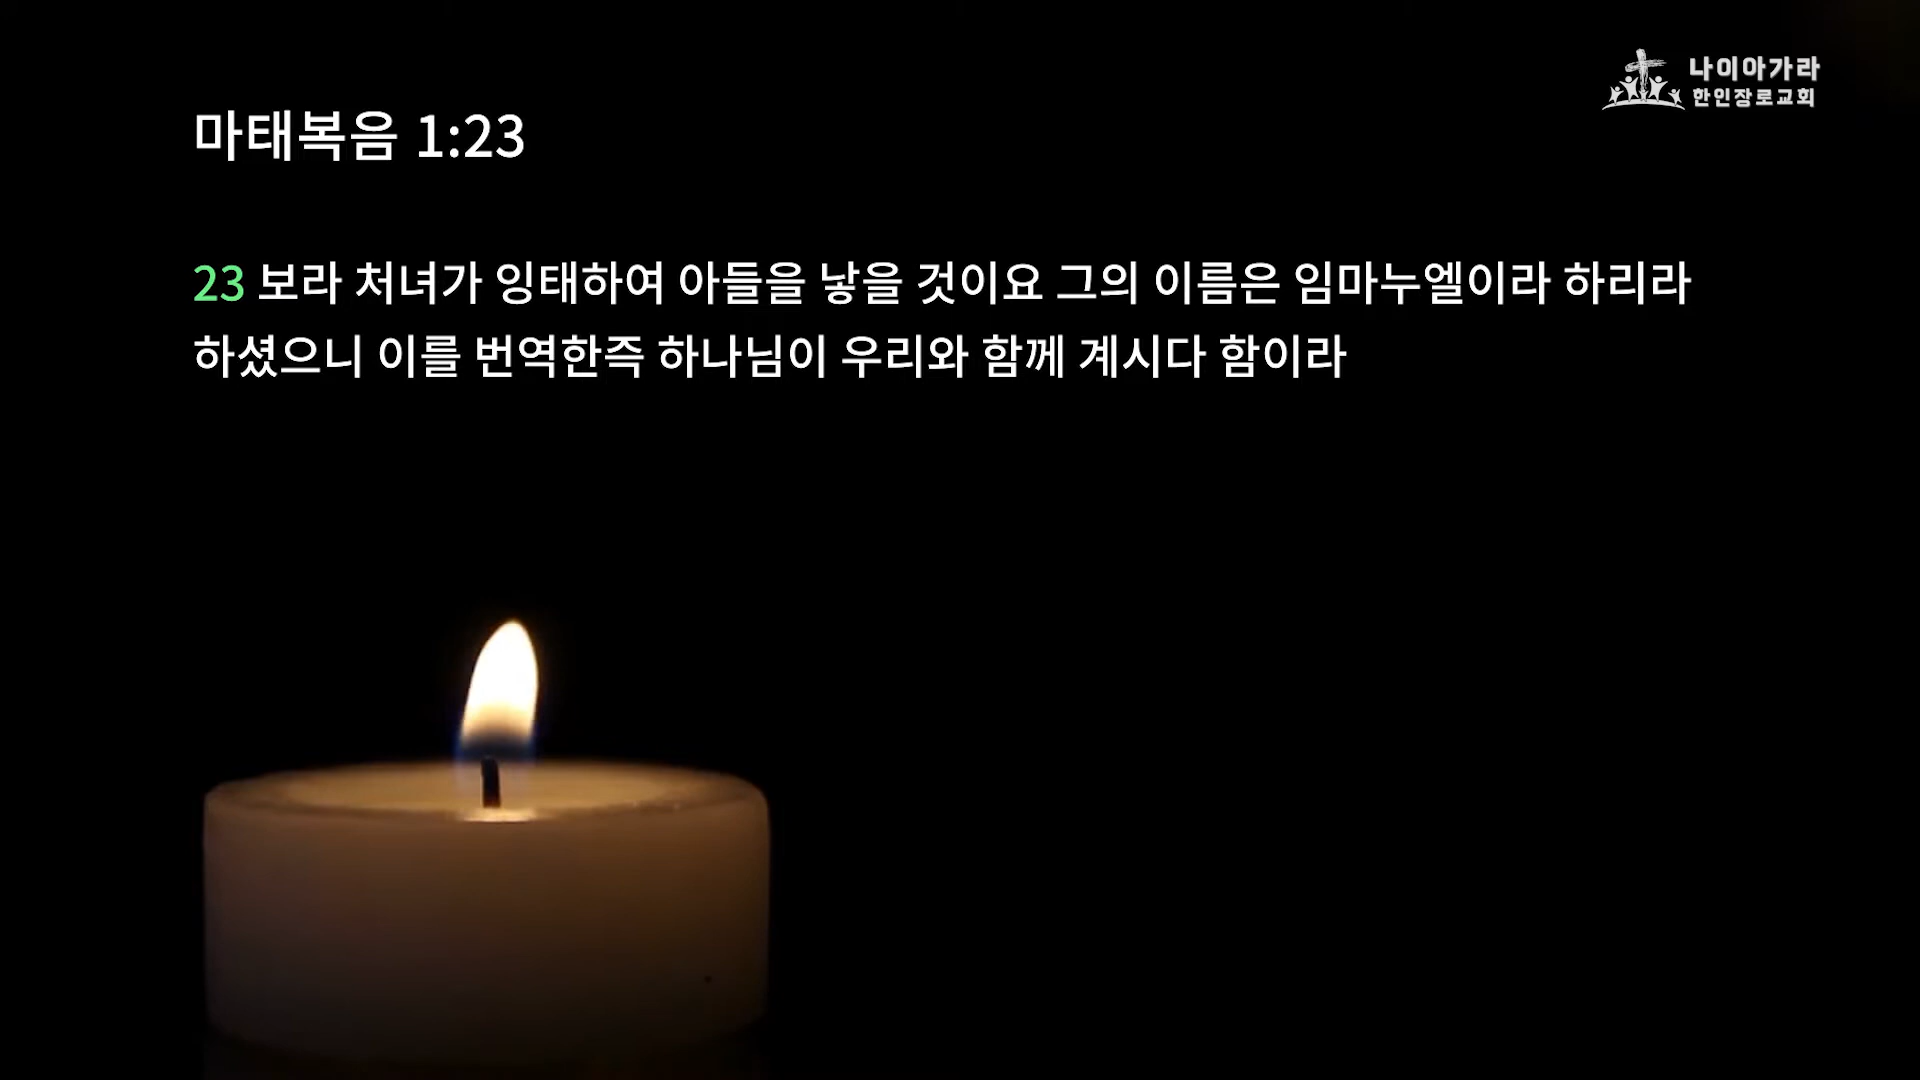 나이아가라
한인장로교회
마태복음 1:23
23 보라 처녀가 잉태하여 아들을 낳을 것이요 그의 이름은 임마누엘이라 하리라
하셨으니 이를 번역한즉 하나님이 우리와 함께 계시다 함이라